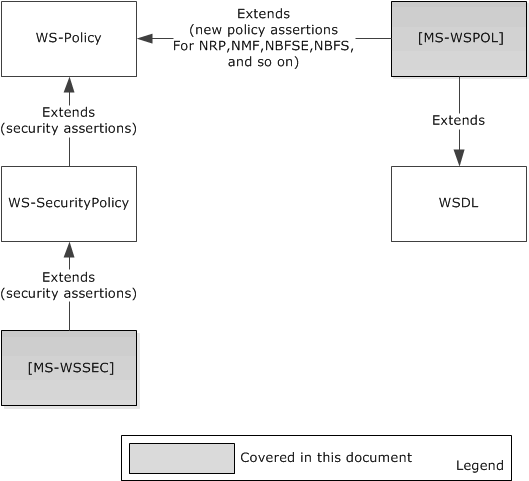 WS-Policy
Extends
(new policy assertions
For NRP,NMF,NBFSE,NBFS,
and so on)
[MS-WSPOL]
Extends
(security assertions)
Extends
WS-SecurityPolicy
WSDL
Extends
(security assertions)
[MS-WSSEC]
Covered in this document
Legend